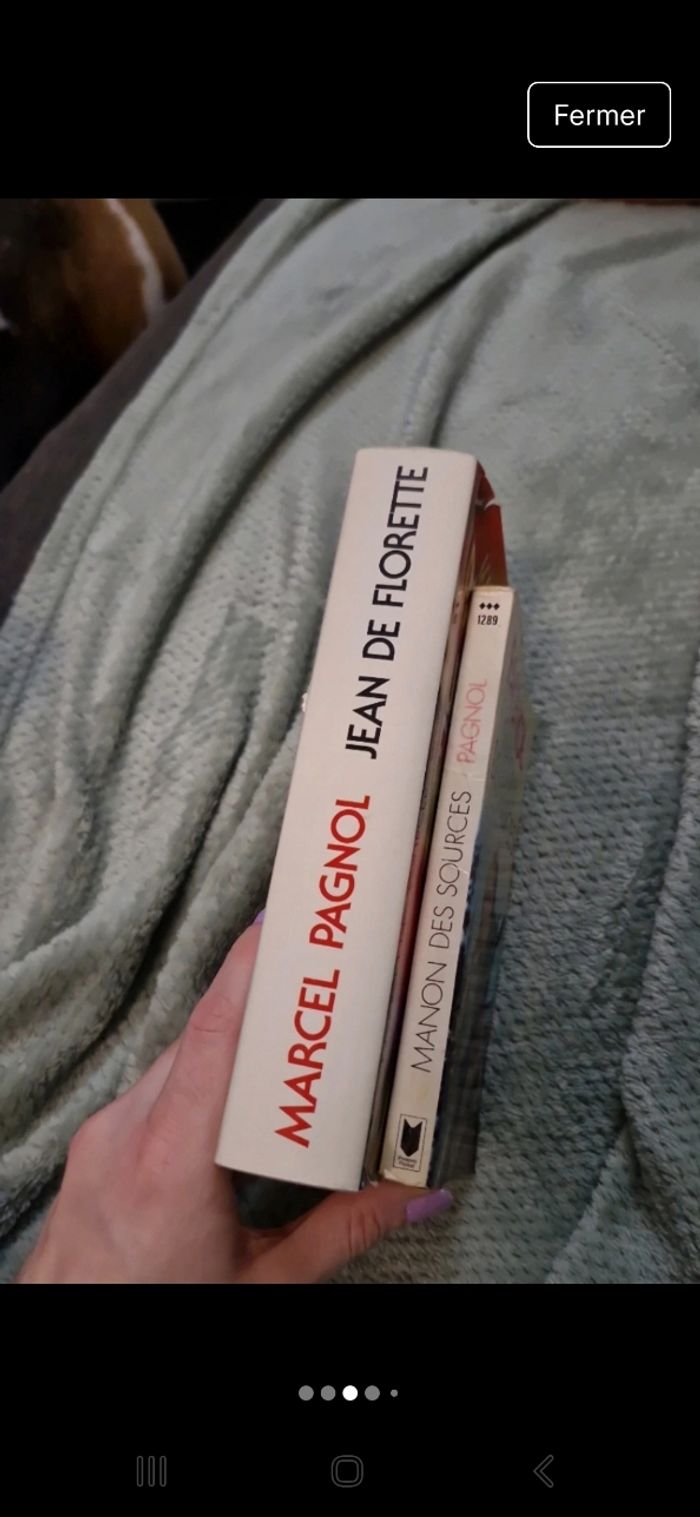 Fermer
MARCEL PAGNOL JEAN DE FLORETTE
1289
MANON DES SOURCES PAGNOL